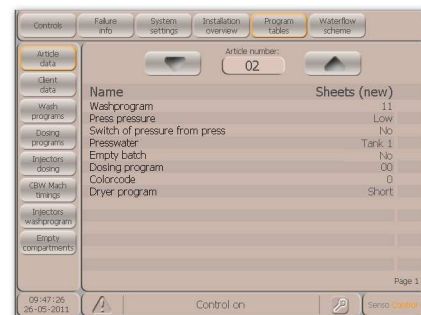 Controls
Failure info
System settings
Installation overview
Program tables
Waterflow scheme
Article data
Client data
Wash programs
Dosing programs
Injectors dosing
CBW Mach timings
Injectors washprogram
Empty compartments
Article number:
02
Name Sheets (new)
Washprogram 11
Press pressure Low
Switch of pressure from press No
Presswater Tank 1
Empty batch No
Dosing program 00
Colorcode 0
Dryer program Short
Page 1
09:47:26
26-05-2011
Control on
Senso Control